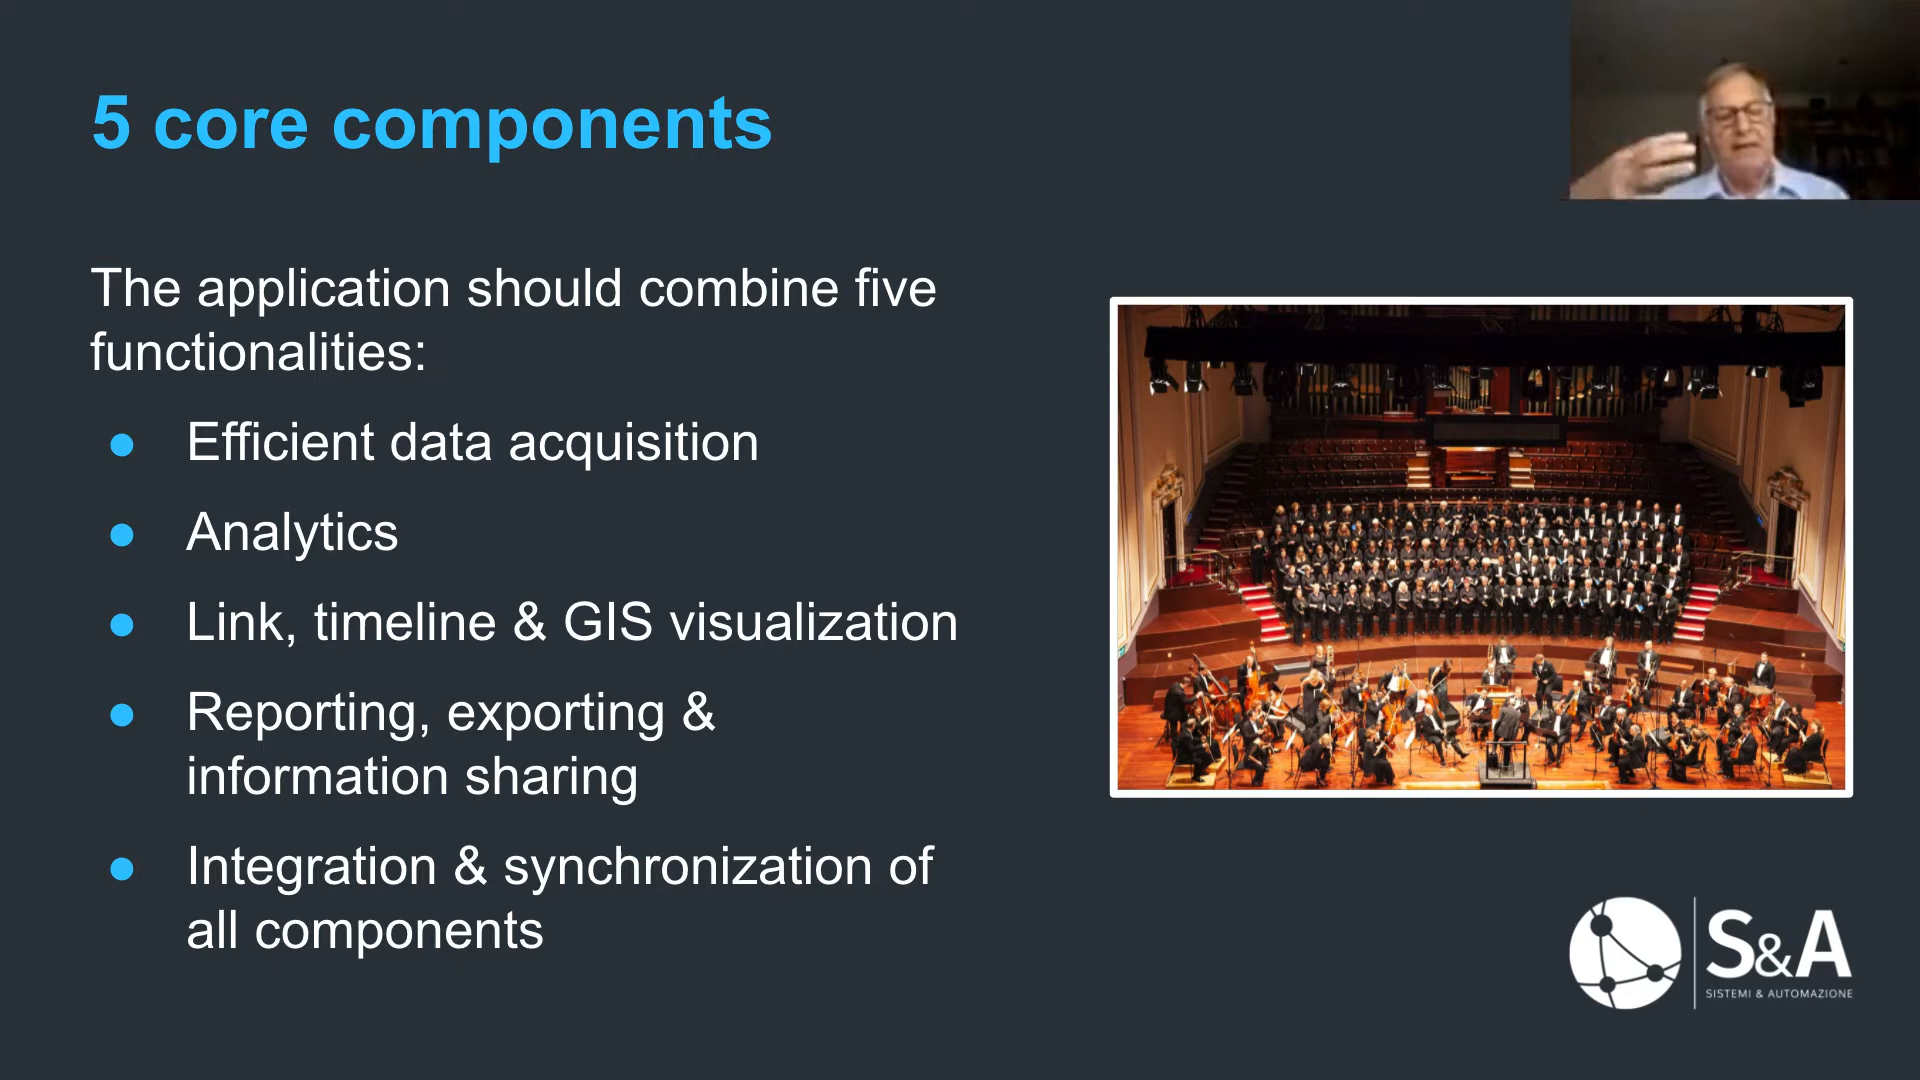 5 core components
The application should combine five
functionalities:
● Efficient data acquisition
● Analytics
● Link, timeline & GIS visualization
● Reporting, exporting &
information sharing
● Integration & synchronization of
all components
S&A
SISTEMI & AUTOMAZIONE